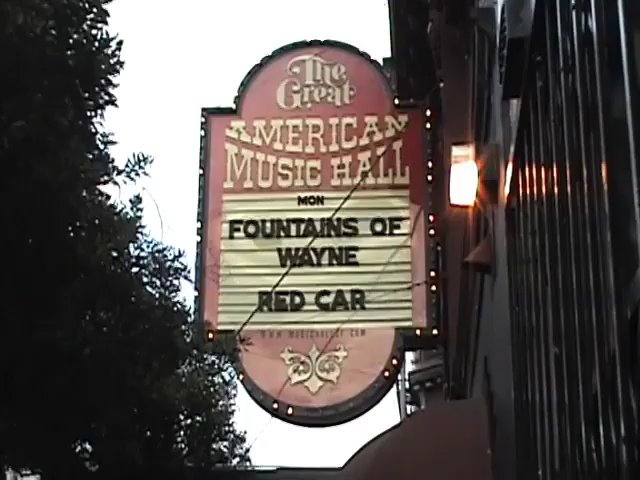 The
Great
AMERICAN
MUSIC HALL
MON
FOUNTAINS OF
WAYNE
RED CAR